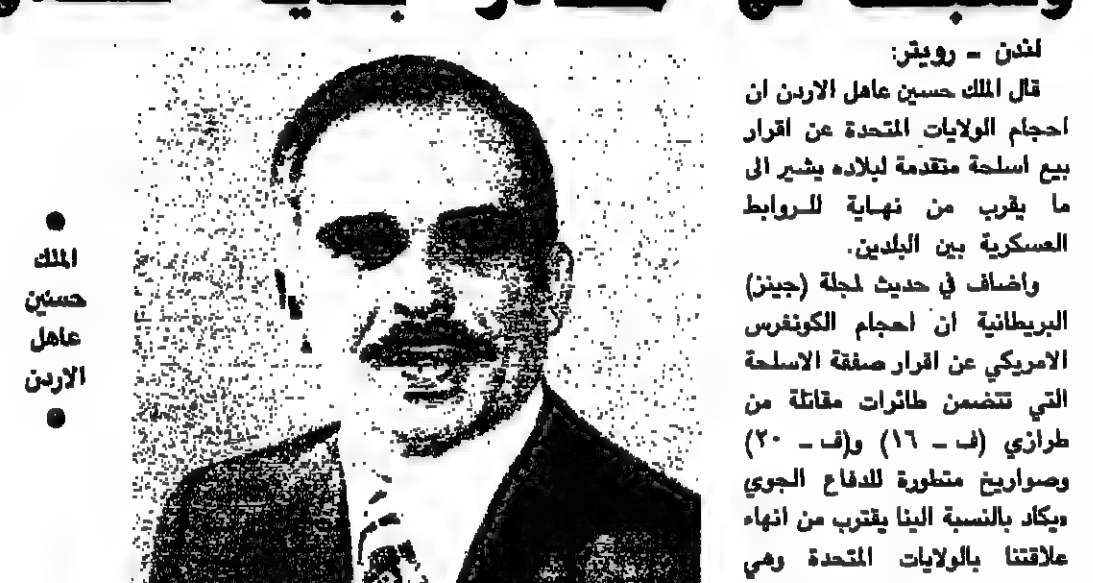 لندن – رويتر:
قال الملك حسين عاهل الاردن ان
احجام الولايات المتحدة عن اقرار
بيع اسلحة متقدمة لبلاده يشير الى
ما يقرب من نهاية للروابط
العسكرية بين البلدين.
واضاف في حديث لمجلة (جينز)
البريطانية ان احجام الكونغرس
الامريكي عن اقرار صفقة الاسلحة
التي تتضمن طائرات مقاتلة من
طرازي (ف – ١٦) و(ف – ٢٠)
وصواريخ متطورة للدفاع الجوي
ويكاد بالنسبة الينا يقترب من انهاء
علاقتنا بالولايات المتحدة وهي
الملك
حسين
عاهل
الاردن